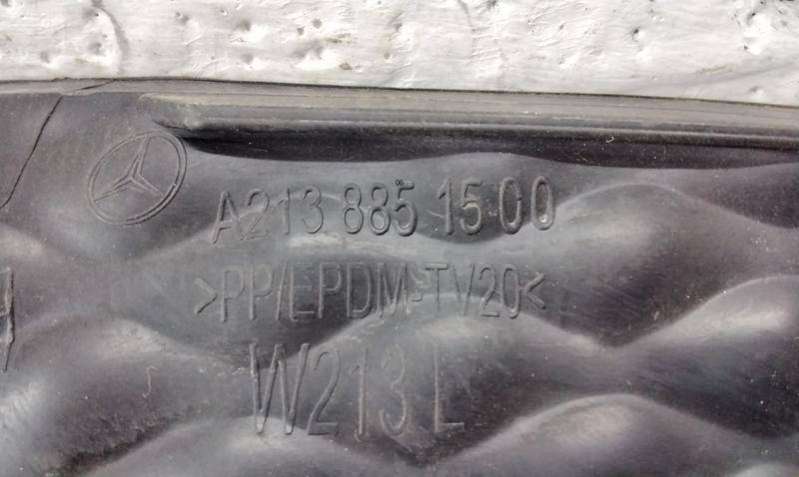 A213 885 15 00
>PP/EPDM-TV20<
W213 L